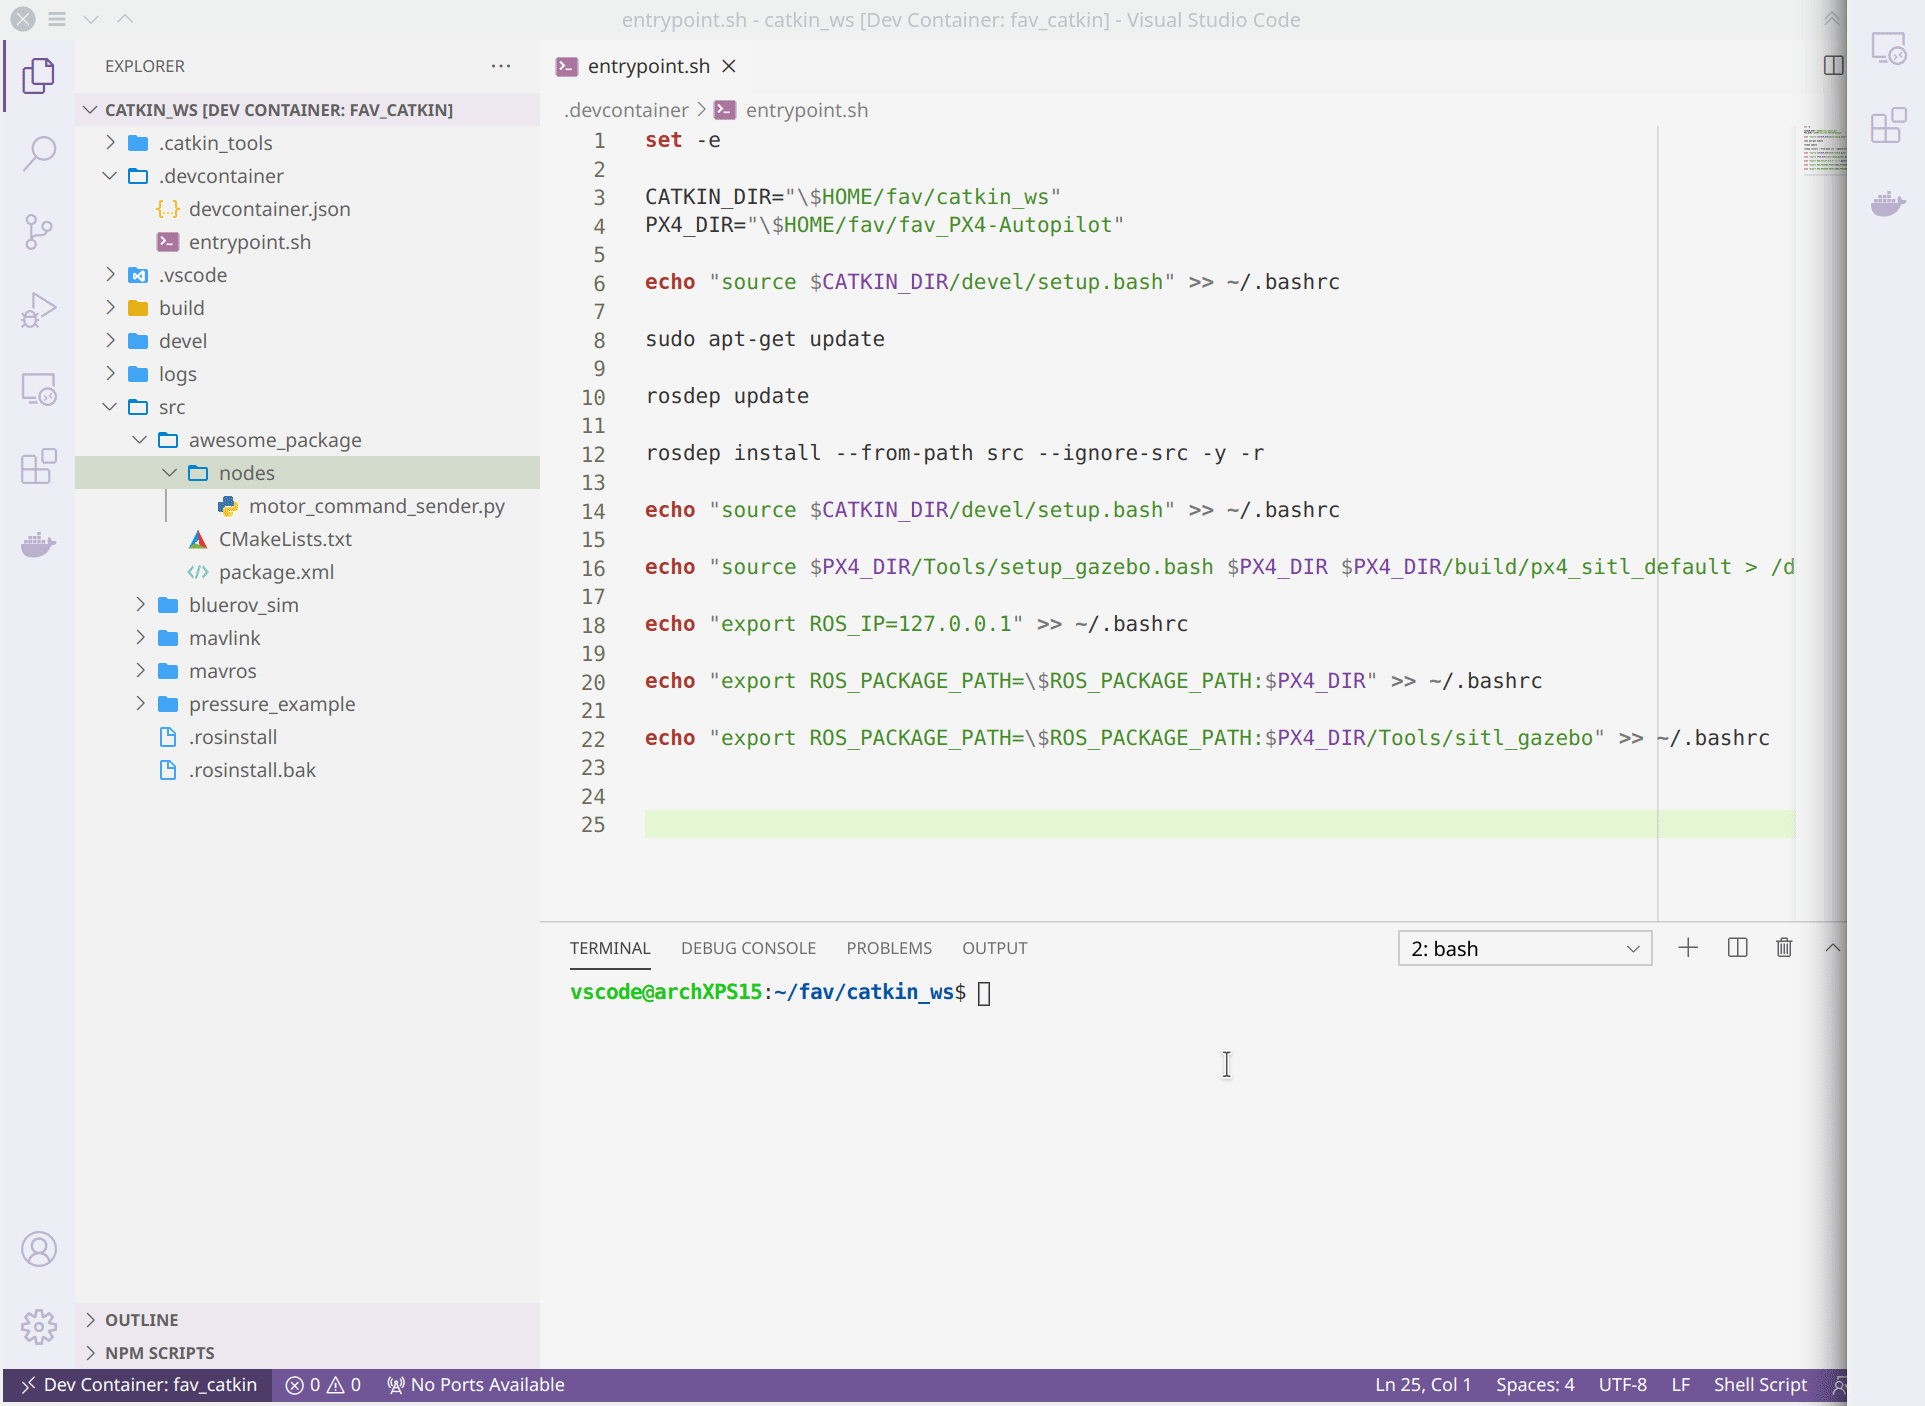 entrypoint.sh - catkin_ws [Dev Container: fav_catkin] - Visual Studio Code
EXPLORER
CATKIN_WS [DEV CONTAINER: FAV_CATKIN]
.catkin_tools
.devcontainer
devcontainer.json
entrypoint.sh
.vscode
build
devel
logs
src
awesome_package
nodes
motor_command_sender.py
CMakeLists.txt
package.xml
bluerov_sim
mavlink
mavros
pressure_example
.rosinstall
.rosinstall.bak
OUTLINE
NPM SCRIPTS
entrypoint.sh
.devcontainer > entrypoint.sh
1 set -e
2
3 CATKIN_DIR="\$HOME/fav/catkin_ws"
4 PX4_DIR="\$HOME/fav/fav_PX4-Autopilot"
5
6 echo "source $CATKIN_DIR/devel/setup.bash" >> ~/.bashrc
7
8 sudo apt-get update
9
10 rosdep update
11
12 rosdep install --from-path src --ignore-src -y -r
13
14 echo "source $CATKIN_DIR/devel/setup.bash" >> ~/.bashrc
15
16 echo "source $PX4_DIR/Tools/setup_gazebo.bash $PX4_DIR $PX4_DIR/build/px4_sitl_default > /d
17
18 echo "export ROS_IP=127.0.0.1" >> ~/.bashrc
19
20 echo "export ROS_PACKAGE_PATH=\$ROS_PACKAGE_PATH:$PX4_DIR" >> ~/.bashrc
21
22 echo "export ROS_PACKAGE_PATH=\$ROS_PACKAGE_PATH:$PX4_DIR/Tools/sitl_gazebo" >> ~/.bashrc
23
24
25
TERMINAL DEBUG CONSOLE PROBLEMS OUTPUT 2: bash
vscode@archXPS15:~/fav/catkin_ws$
Dev Container: fav_catkin 0 0 No Ports Available Ln 25, Col 1 Spaces: 4 UTF-8 LF Shell Script